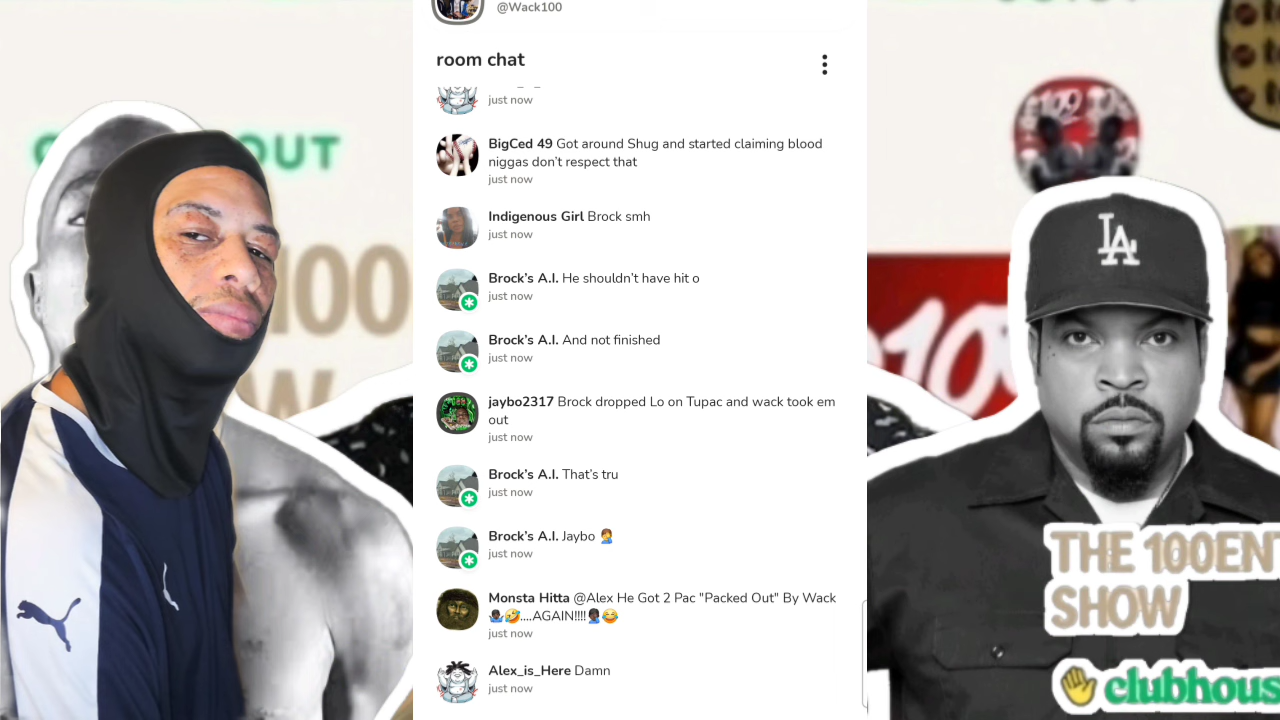 @Wack100
room chat
just now
BigCed 49 Got around Shug and started claiming blood
niggas don't respect that
just now
Indigenous Girl Brock smh
just now
Brock's A.I. He shouldn't have hit o
just now
Brock's A.I. And not finished
just now
jaybo2317 Brock dropped Lo on Tupac and wack took em
out
just now
Brock's A.I. That's tru
just now
Brock's A.I. Jaybo 🤦
just now
Monsta Hitta @Alex He Got 2 Pac "Packed Out" By Wack
🤷🏿‍♂️🤣....AGAIN!!!!🤦🏿‍♂️😂
just now
Alex_is_Here Damn
just now
OUT
100
W
100
LA
THE 100ENT
SHOW
clubhous